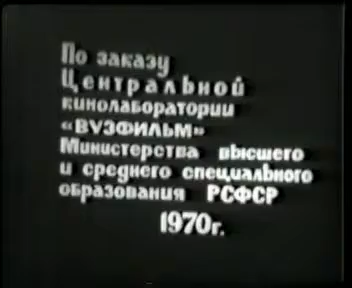 По заказу
Центральной
кинолаборатории
«ВУЗФИЛЬМ»
Министерства высшего
и среднего специального
образования РСФСР
1970г.